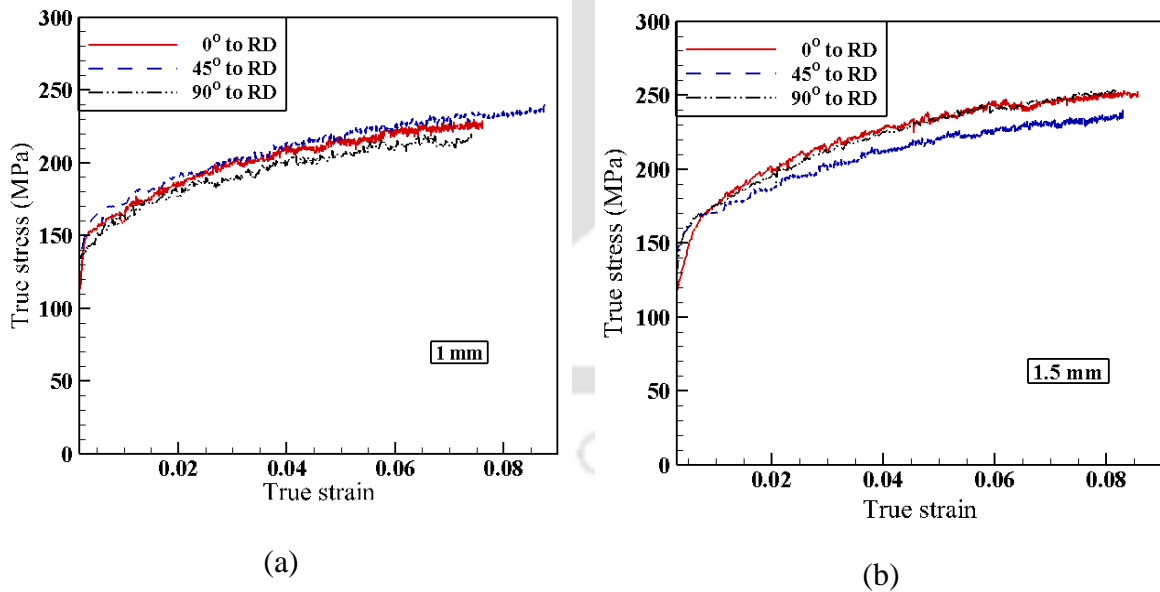 300
250
200
150
100
50
0
True stress (MPa)
0° to RD
45° to RD
90° to RD
1 mm
0.02 0.04 0.06 0.08
True strain
(a)
300
250
200
150
100
50
0
True stress (MPa)
0° to RD
45° to RD
90° to RD
1.5 mm
0.02 0.04 0.06 0.08
True strain
(b)